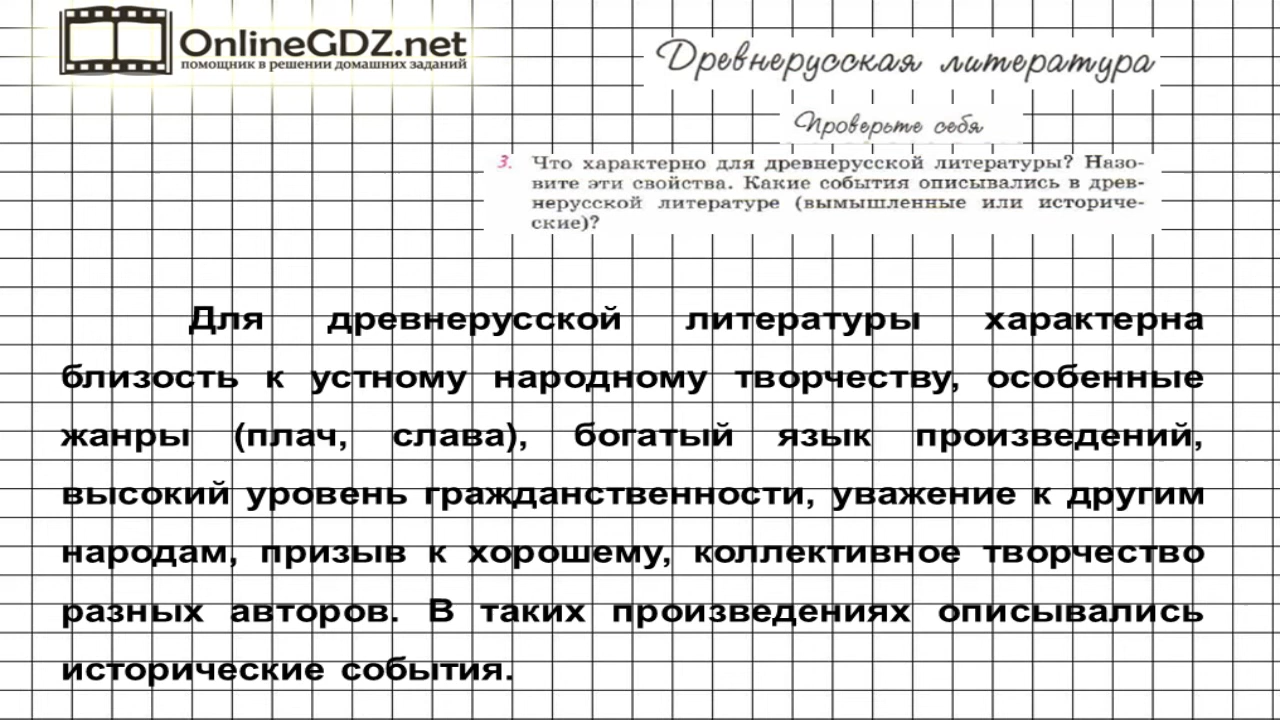 OnlineGDZ.net
помощник в решении домашних заданий
Древнерусская литература
Проверьте себя
3. Что характерно для древнерусской литературы? Назо-
вите эти свойства. Какие события описывались в древ-
нерусской литературе (вымышленные или историче-
ские)?
Для древнерусской литературы характерна
близость к устному народному творчеству, особенные
жанры (плач, слава), богатый язык произведений,
высокий уровень гражданственности, уважение к другим
народам, призыв к хорошему, коллективное творчество
разных авторов. В таких произведениях описывались
исторические события.